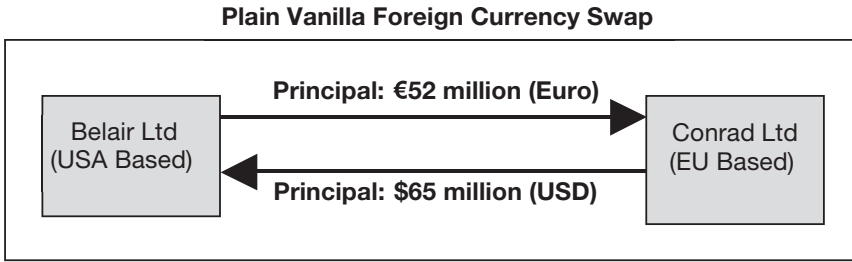 Plain Vanilla Foreign Currency Swap
Principal: €52 million (Euro)
Belair Ltd
(USA Based)
Conrad Ltd
(EU Based)
Principal: $65 million (USD)